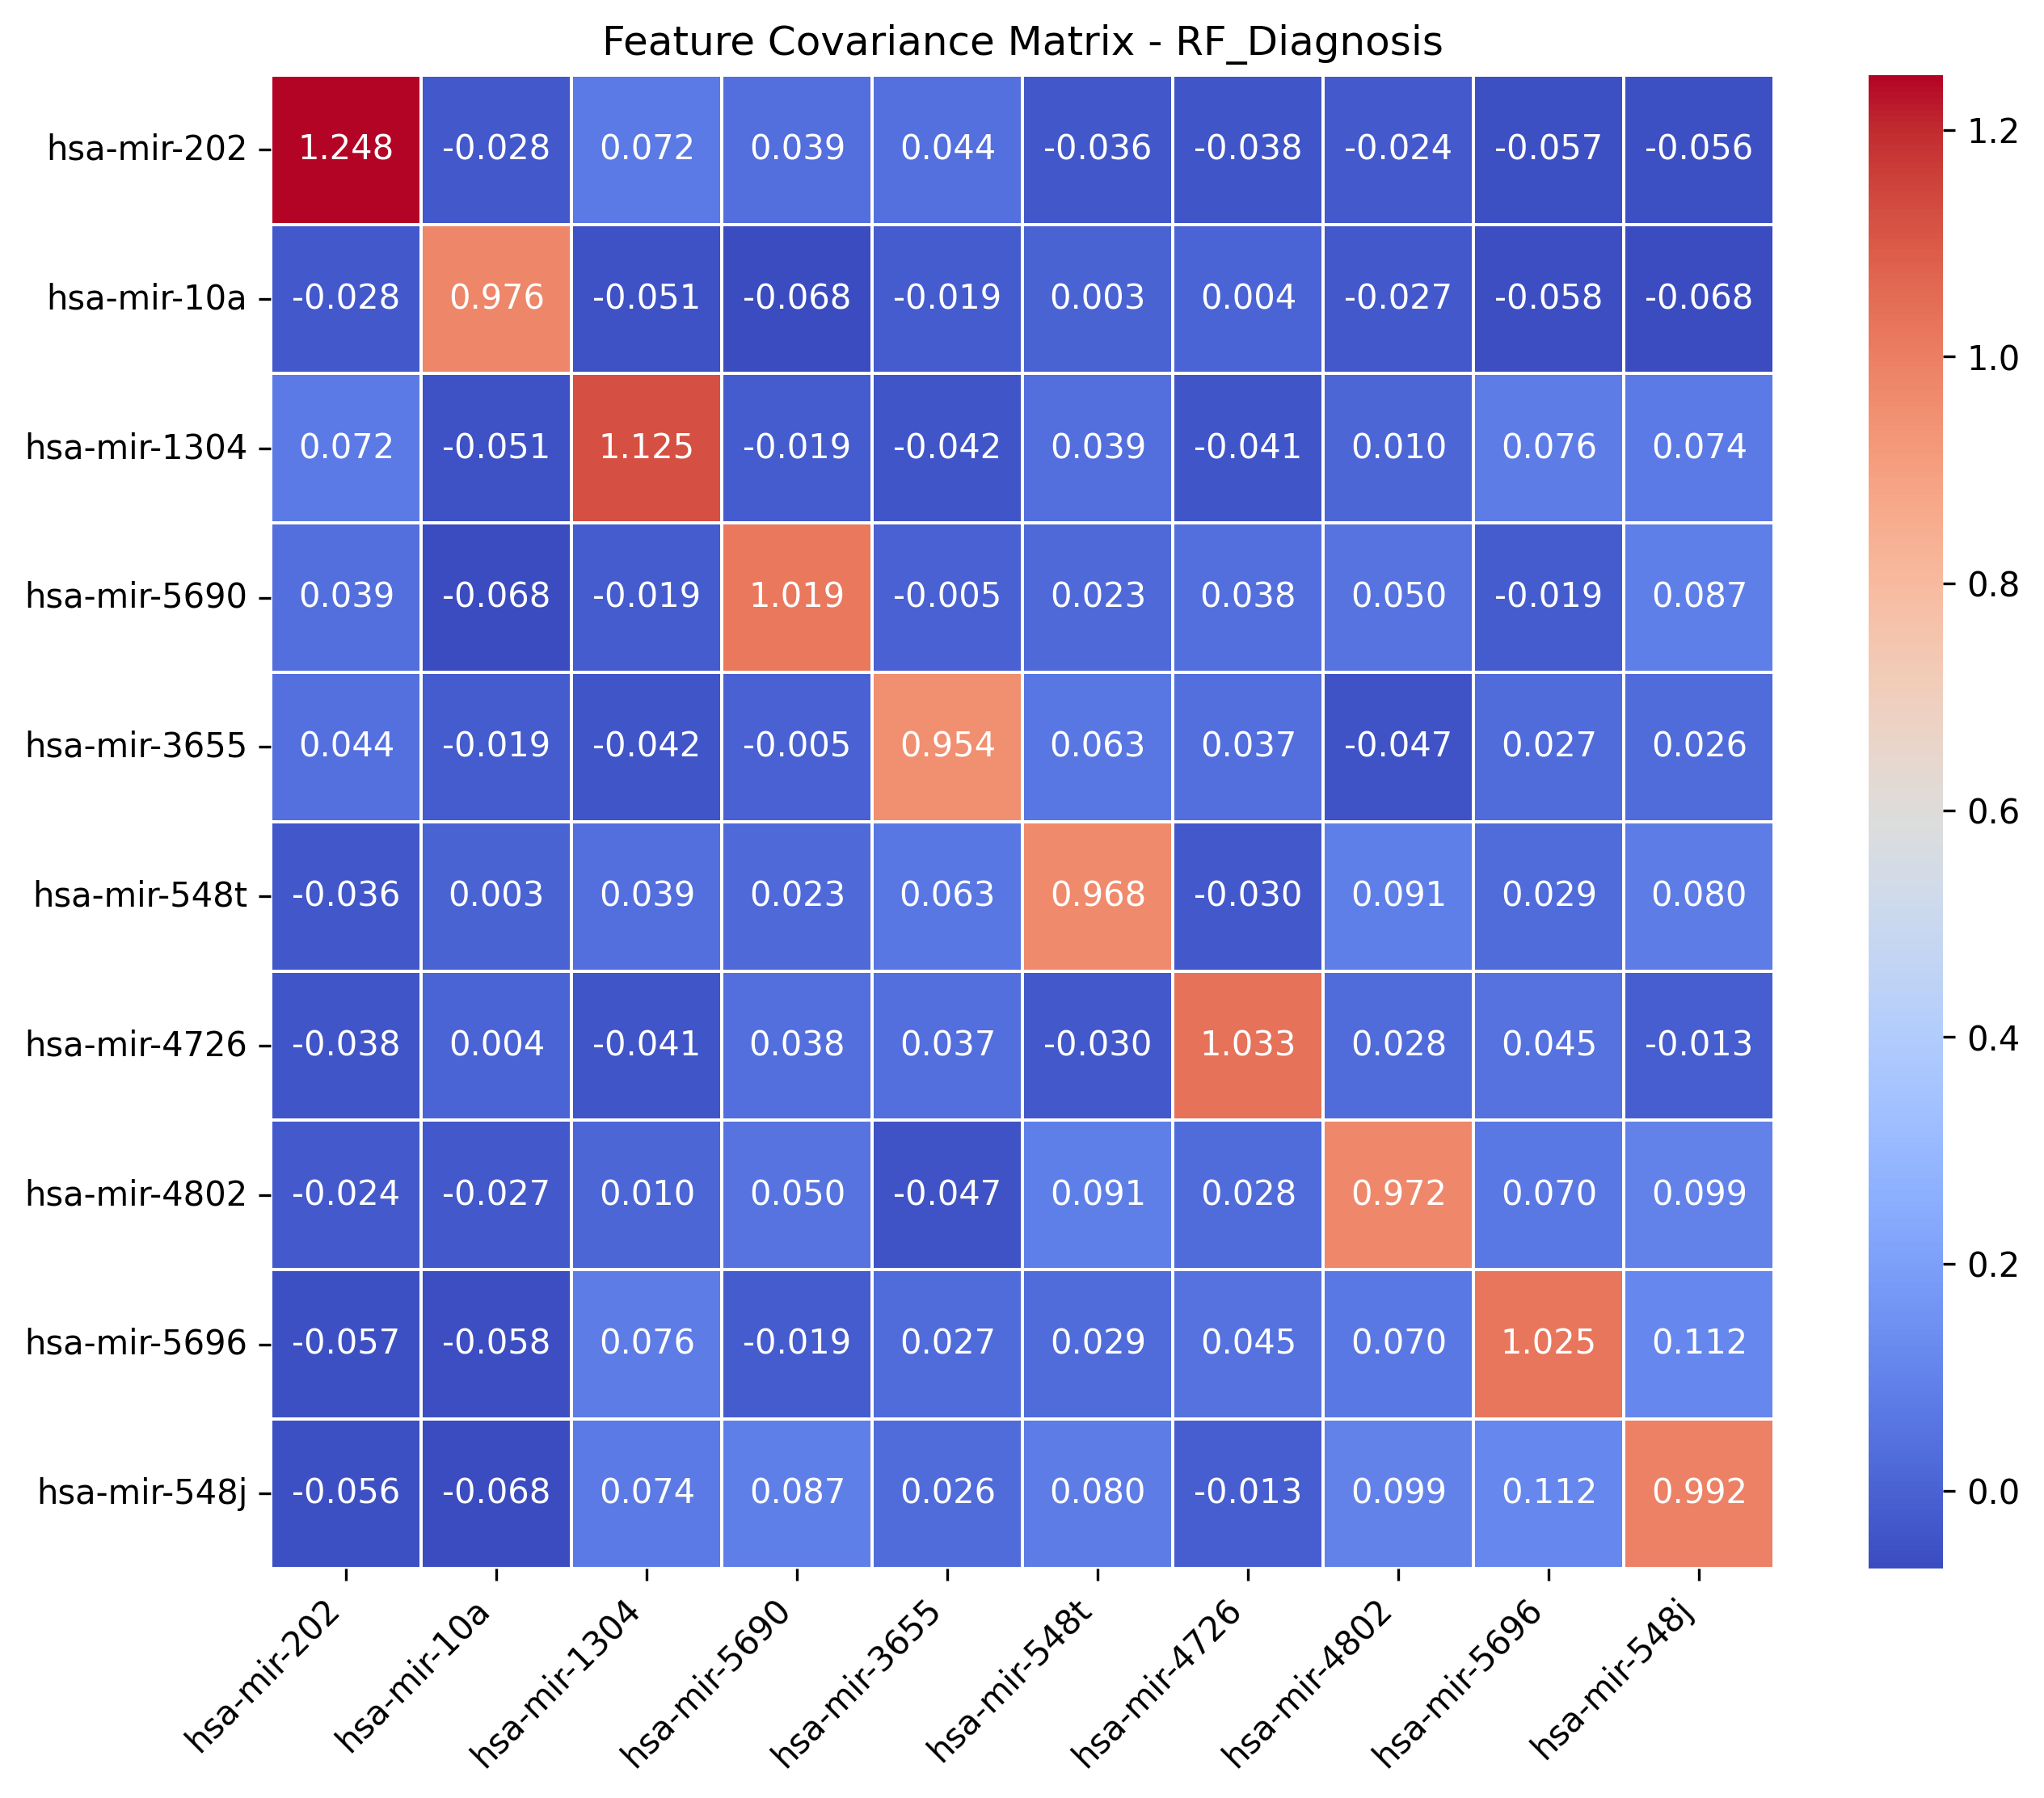 Feature Covariance Matrix - RF_Diagnosis
hsa-mir-202 1.248 -0.028 0.072 0.039 0.044 -0.036 -0.038 -0.024 -0.057 -0.056
hsa-mir-10a -0.028 0.976 -0.051 -0.068 -0.019 0.003 0.004 -0.027 -0.058 -0.068
hsa-mir-1304 0.072 -0.051 1.125 -0.019 -0.042 0.039 -0.041 0.010 0.076 0.074
hsa-mir-5690 0.039 -0.068 -0.019 1.019 -0.005 0.023 0.038 0.050 -0.019 0.087
hsa-mir-3655 0.044 -0.019 -0.042 -0.005 0.954 0.063 0.037 -0.047 0.027 0.026
hsa-mir-548t -0.036 0.003 0.039 0.023 0.063 0.968 -0.030 0.091 0.029 0.080
hsa-mir-4726 -0.038 0.004 -0.041 0.038 0.037 -0.030 1.033 0.028 0.045 -0.013
hsa-mir-4802 -0.024 -0.027 0.010 0.050 -0.047 0.091 0.028 0.972 0.070 0.099
hsa-mir-5696 -0.057 -0.058 0.076 -0.019 0.027 0.029 0.045 0.070 1.025 0.112
hsa-mir-548j -0.056 -0.068 0.074 0.087 0.026 0.080 -0.013 0.099 0.112 0.992
hsa-mir-202 hsa-mir-10a hsa-mir-1304 hsa-mir-5690 hsa-mir-3655 hsa-mir-548t hsa-mir-4726 hsa-mir-4802 hsa-mir-5696 hsa-mir-548j
1.2
1.0
0.8
0.6
0.4
0.2
0.0